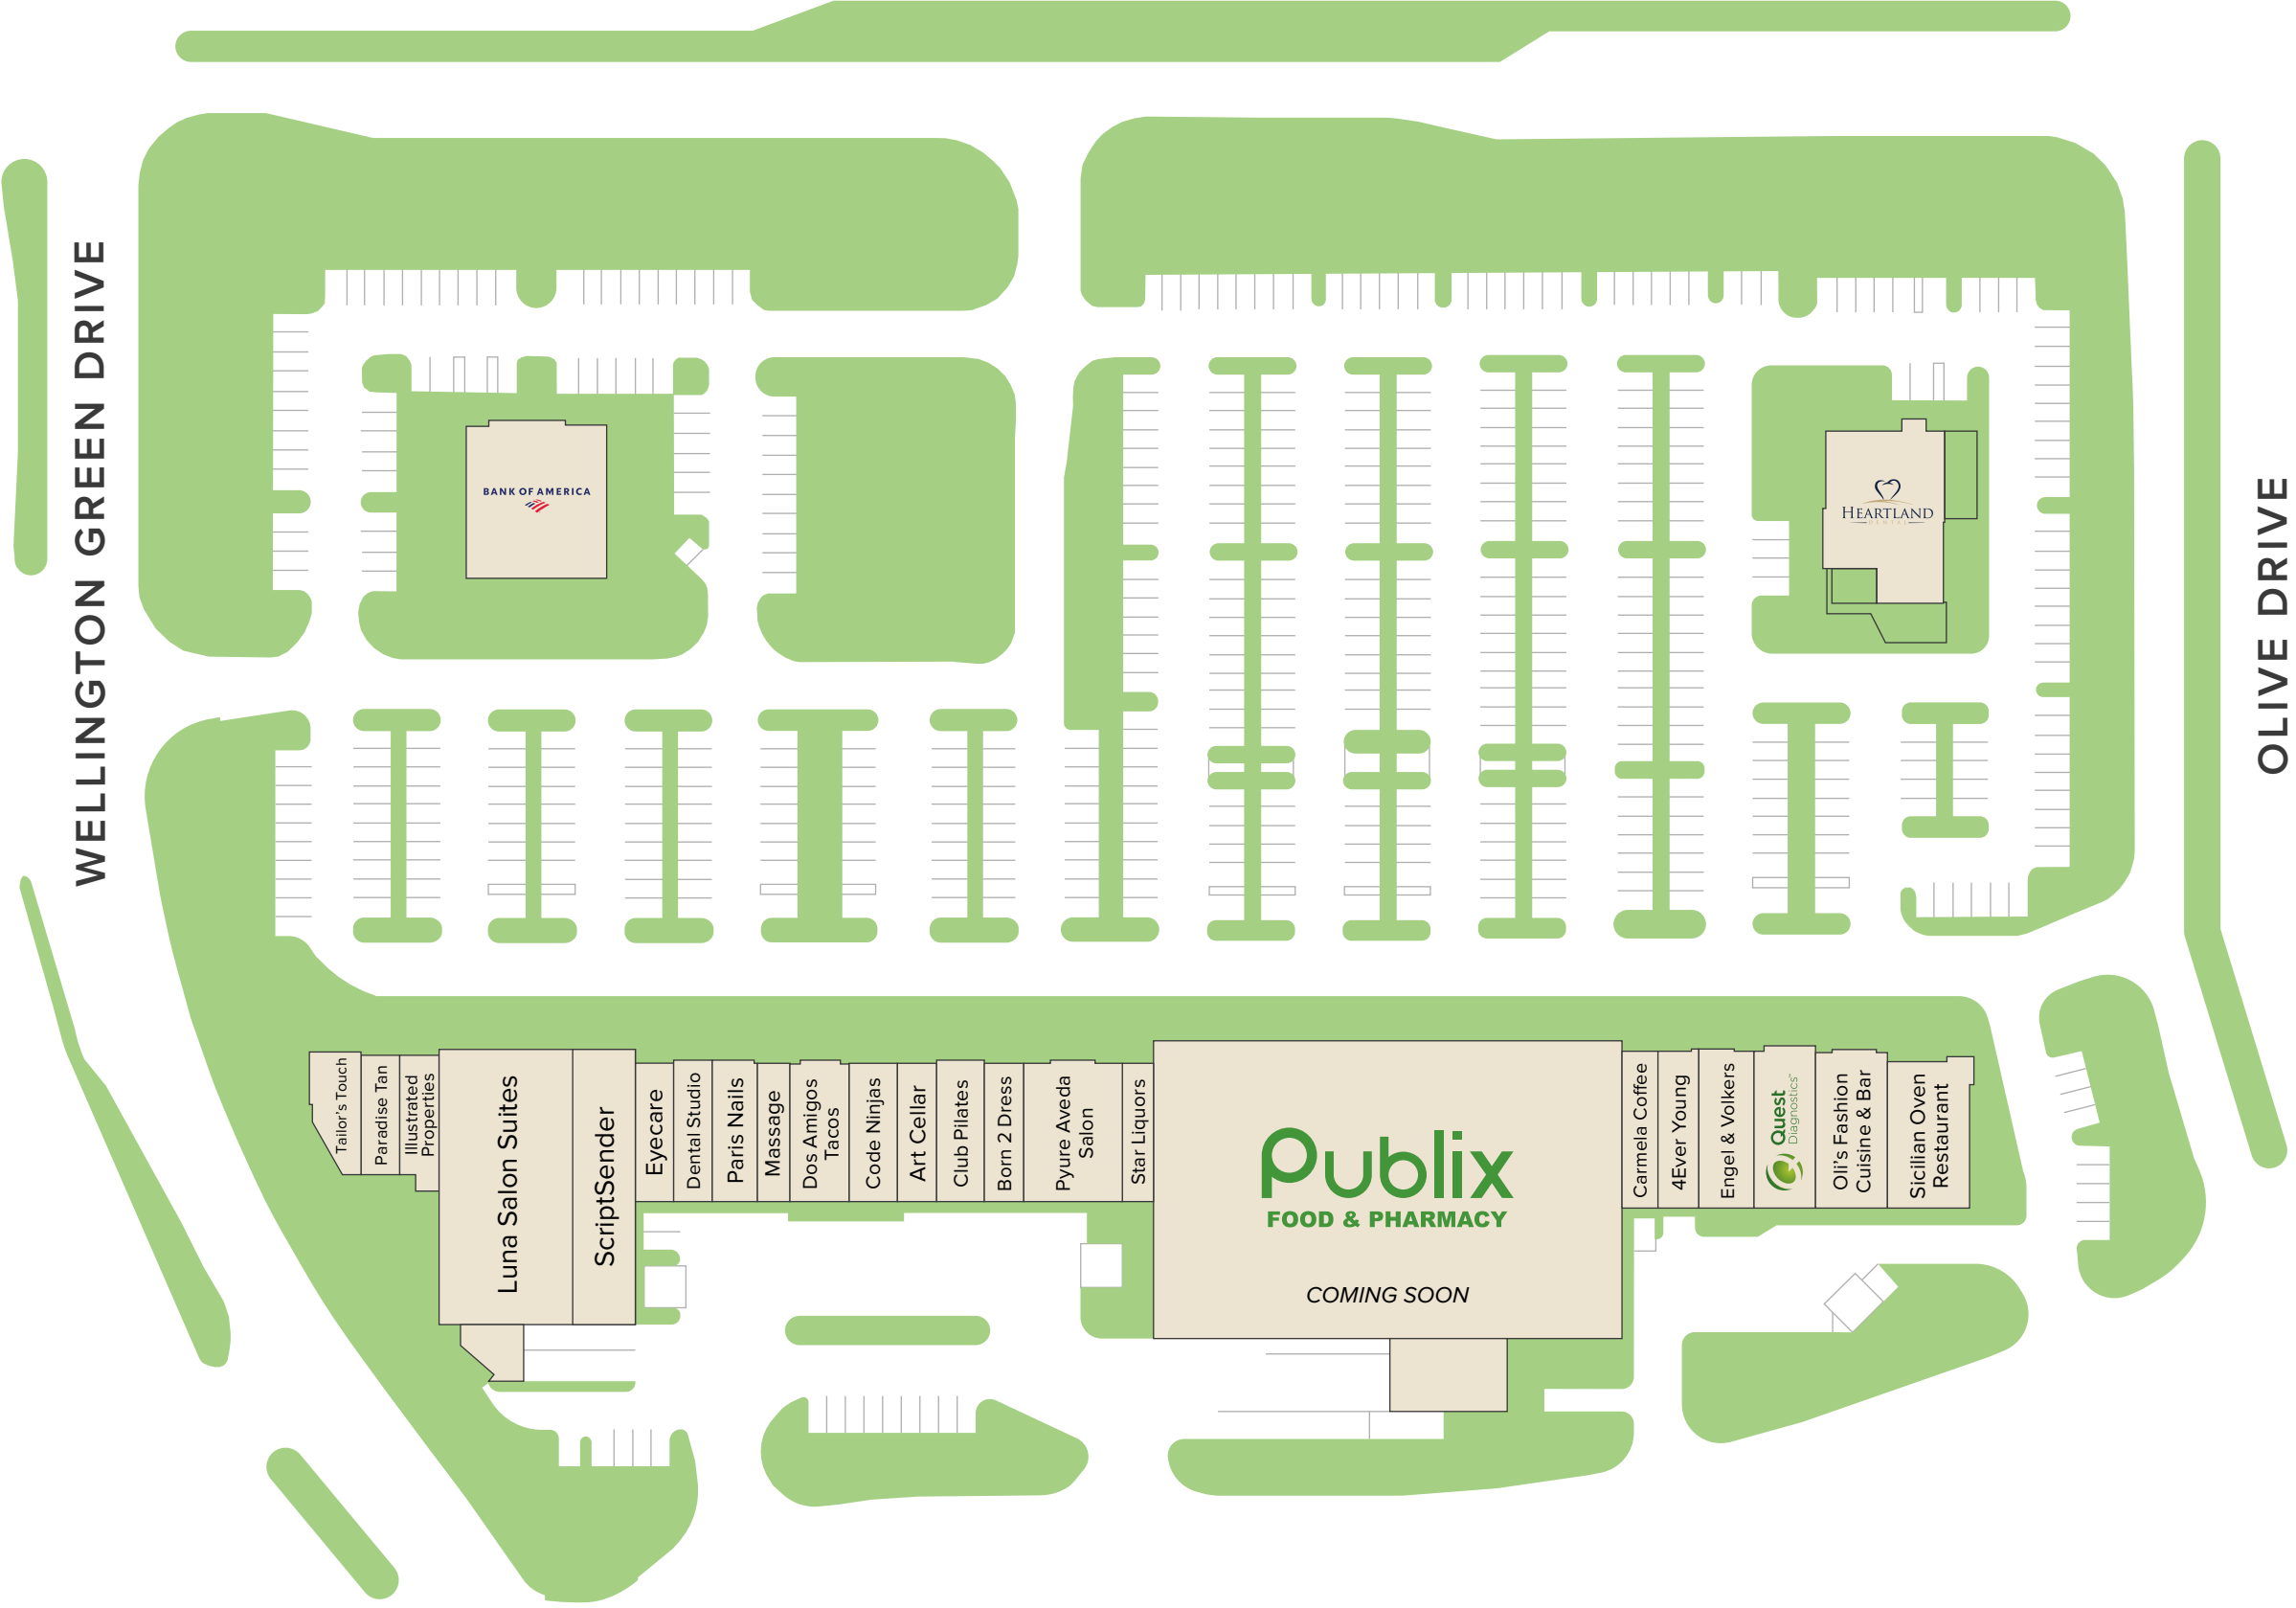 WELLINGTON GREEN DRIVE
BANK OF AMERICA
HEARTLAND
DENTAL
OLIVE DRIVE
Tailor's Touch
Paradise Tan
Illustrated
Properties
Luna Salon Suites
ScriptSender
Eyecare
Dental Studio
Paris Nails
Massage
Dos Amigos
Tacos
Code Ninjas
Art Cellar
Club Pilates
Born 2 Dress
Pyure Aveda
Salon
Star Liquors
Publix
FOOD & PHARMACY
COMING SOON
Carmela Coffee
4Ever Young
Engel & Volkers
Quest
Diagnostics™
Oli's Fashion
Cuisine & Bar
Sicilian Oven
Restaurant